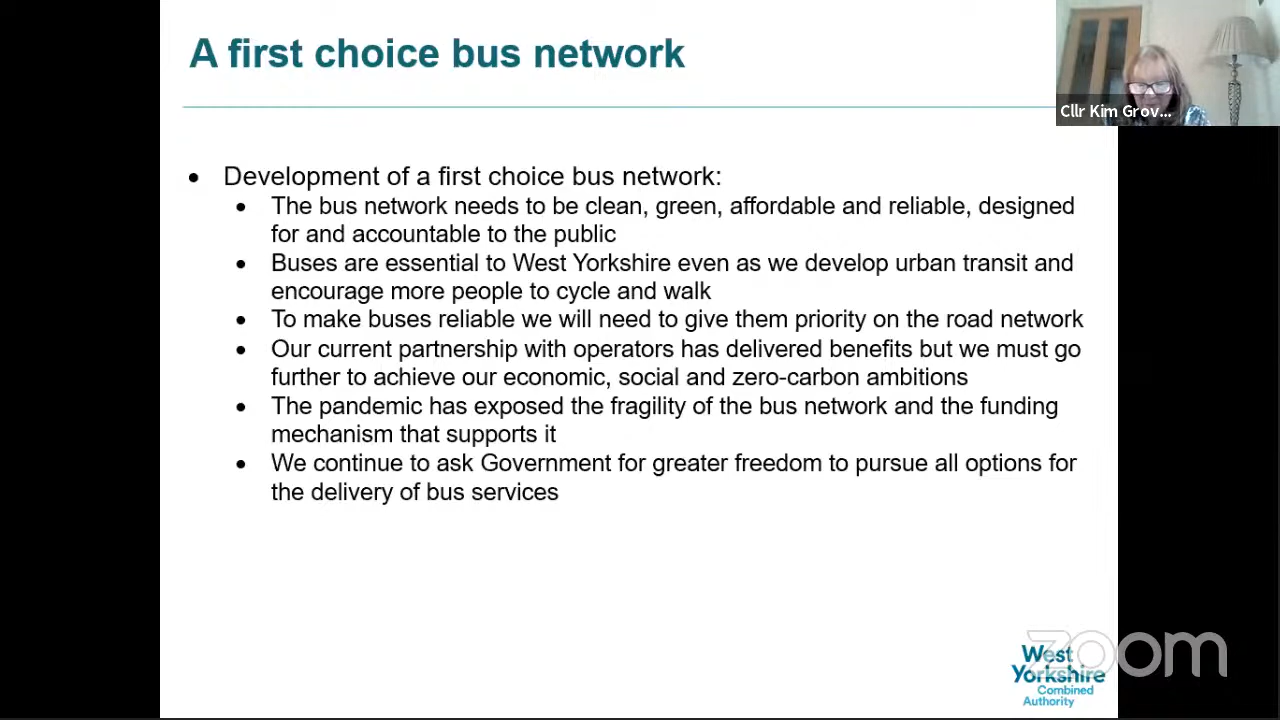 A first choice bus network
Cllr Kim Grov...
• Development of a first choice bus network:
• The bus network needs to be clean, green, affordable and reliable, designed
for and accountable to the public
• Buses are essential to West Yorkshire even as we develop urban transit and
encourage more people to cycle and walk
• To make buses reliable we will need to give them priority on the road network
• Our current partnership with operators has delivered benefits but we must go
further to achieve our economic, social and zero-carbon ambitions
• The pandemic has exposed the fragility of the bus network and the funding
mechanism that supports it
• We continue to ask Government for greater freedom to pursue all options for
the delivery of bus services
zoom
West
Yorkshire
Combined
Authority